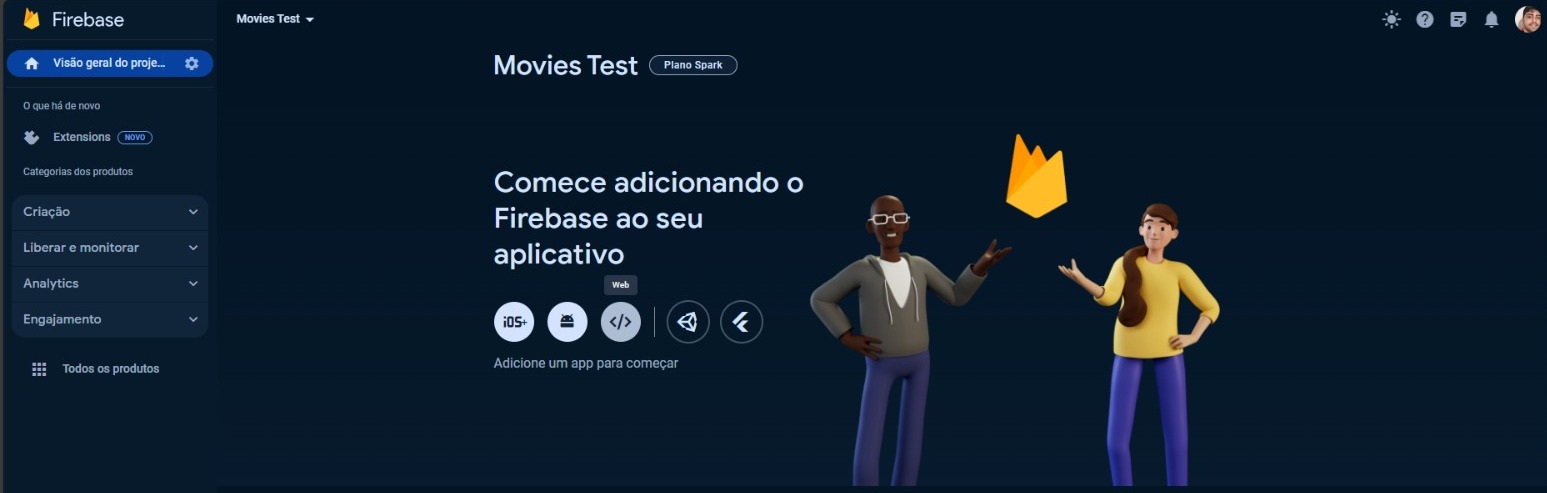 Firebase
Movies Test
Visão geral do proje...
Movies Test
Plano Spark
O que há de novo
Extensions
NOVO
Categorias dos produtos
Criação
Liberar e monitorar
Analytics
Engajamento
Todos os produtos
Comece adicionando o
Firebase ao seu
aplicativo
Web
iOS+
</>
Adicione um app para começar